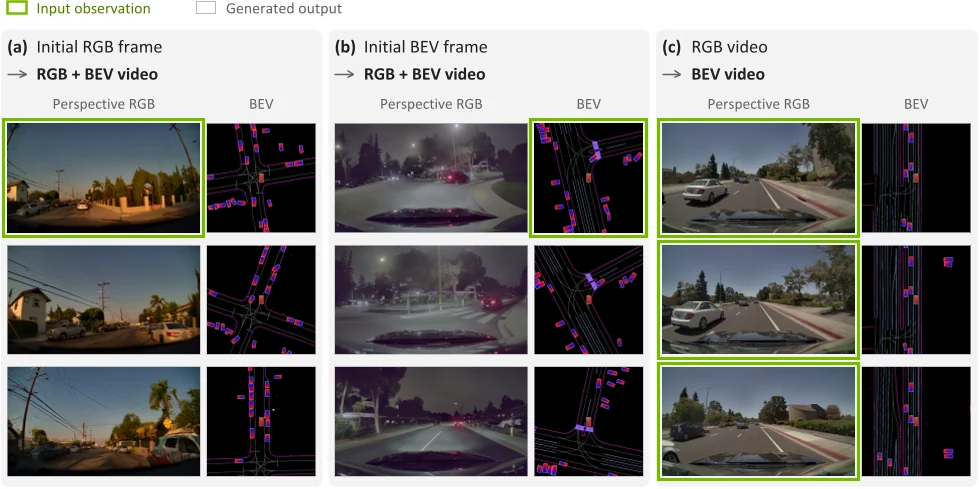 Input observation
Generated output
(a) Initial RGB frame
→ RGB + BEV video
Perspective RGB
BEV
(b) Initial BEV frame
→ RGB + BEV video
Perspective RGB
BEV
(c) RGB video
→ BEV video
Perspective RGB
BEV